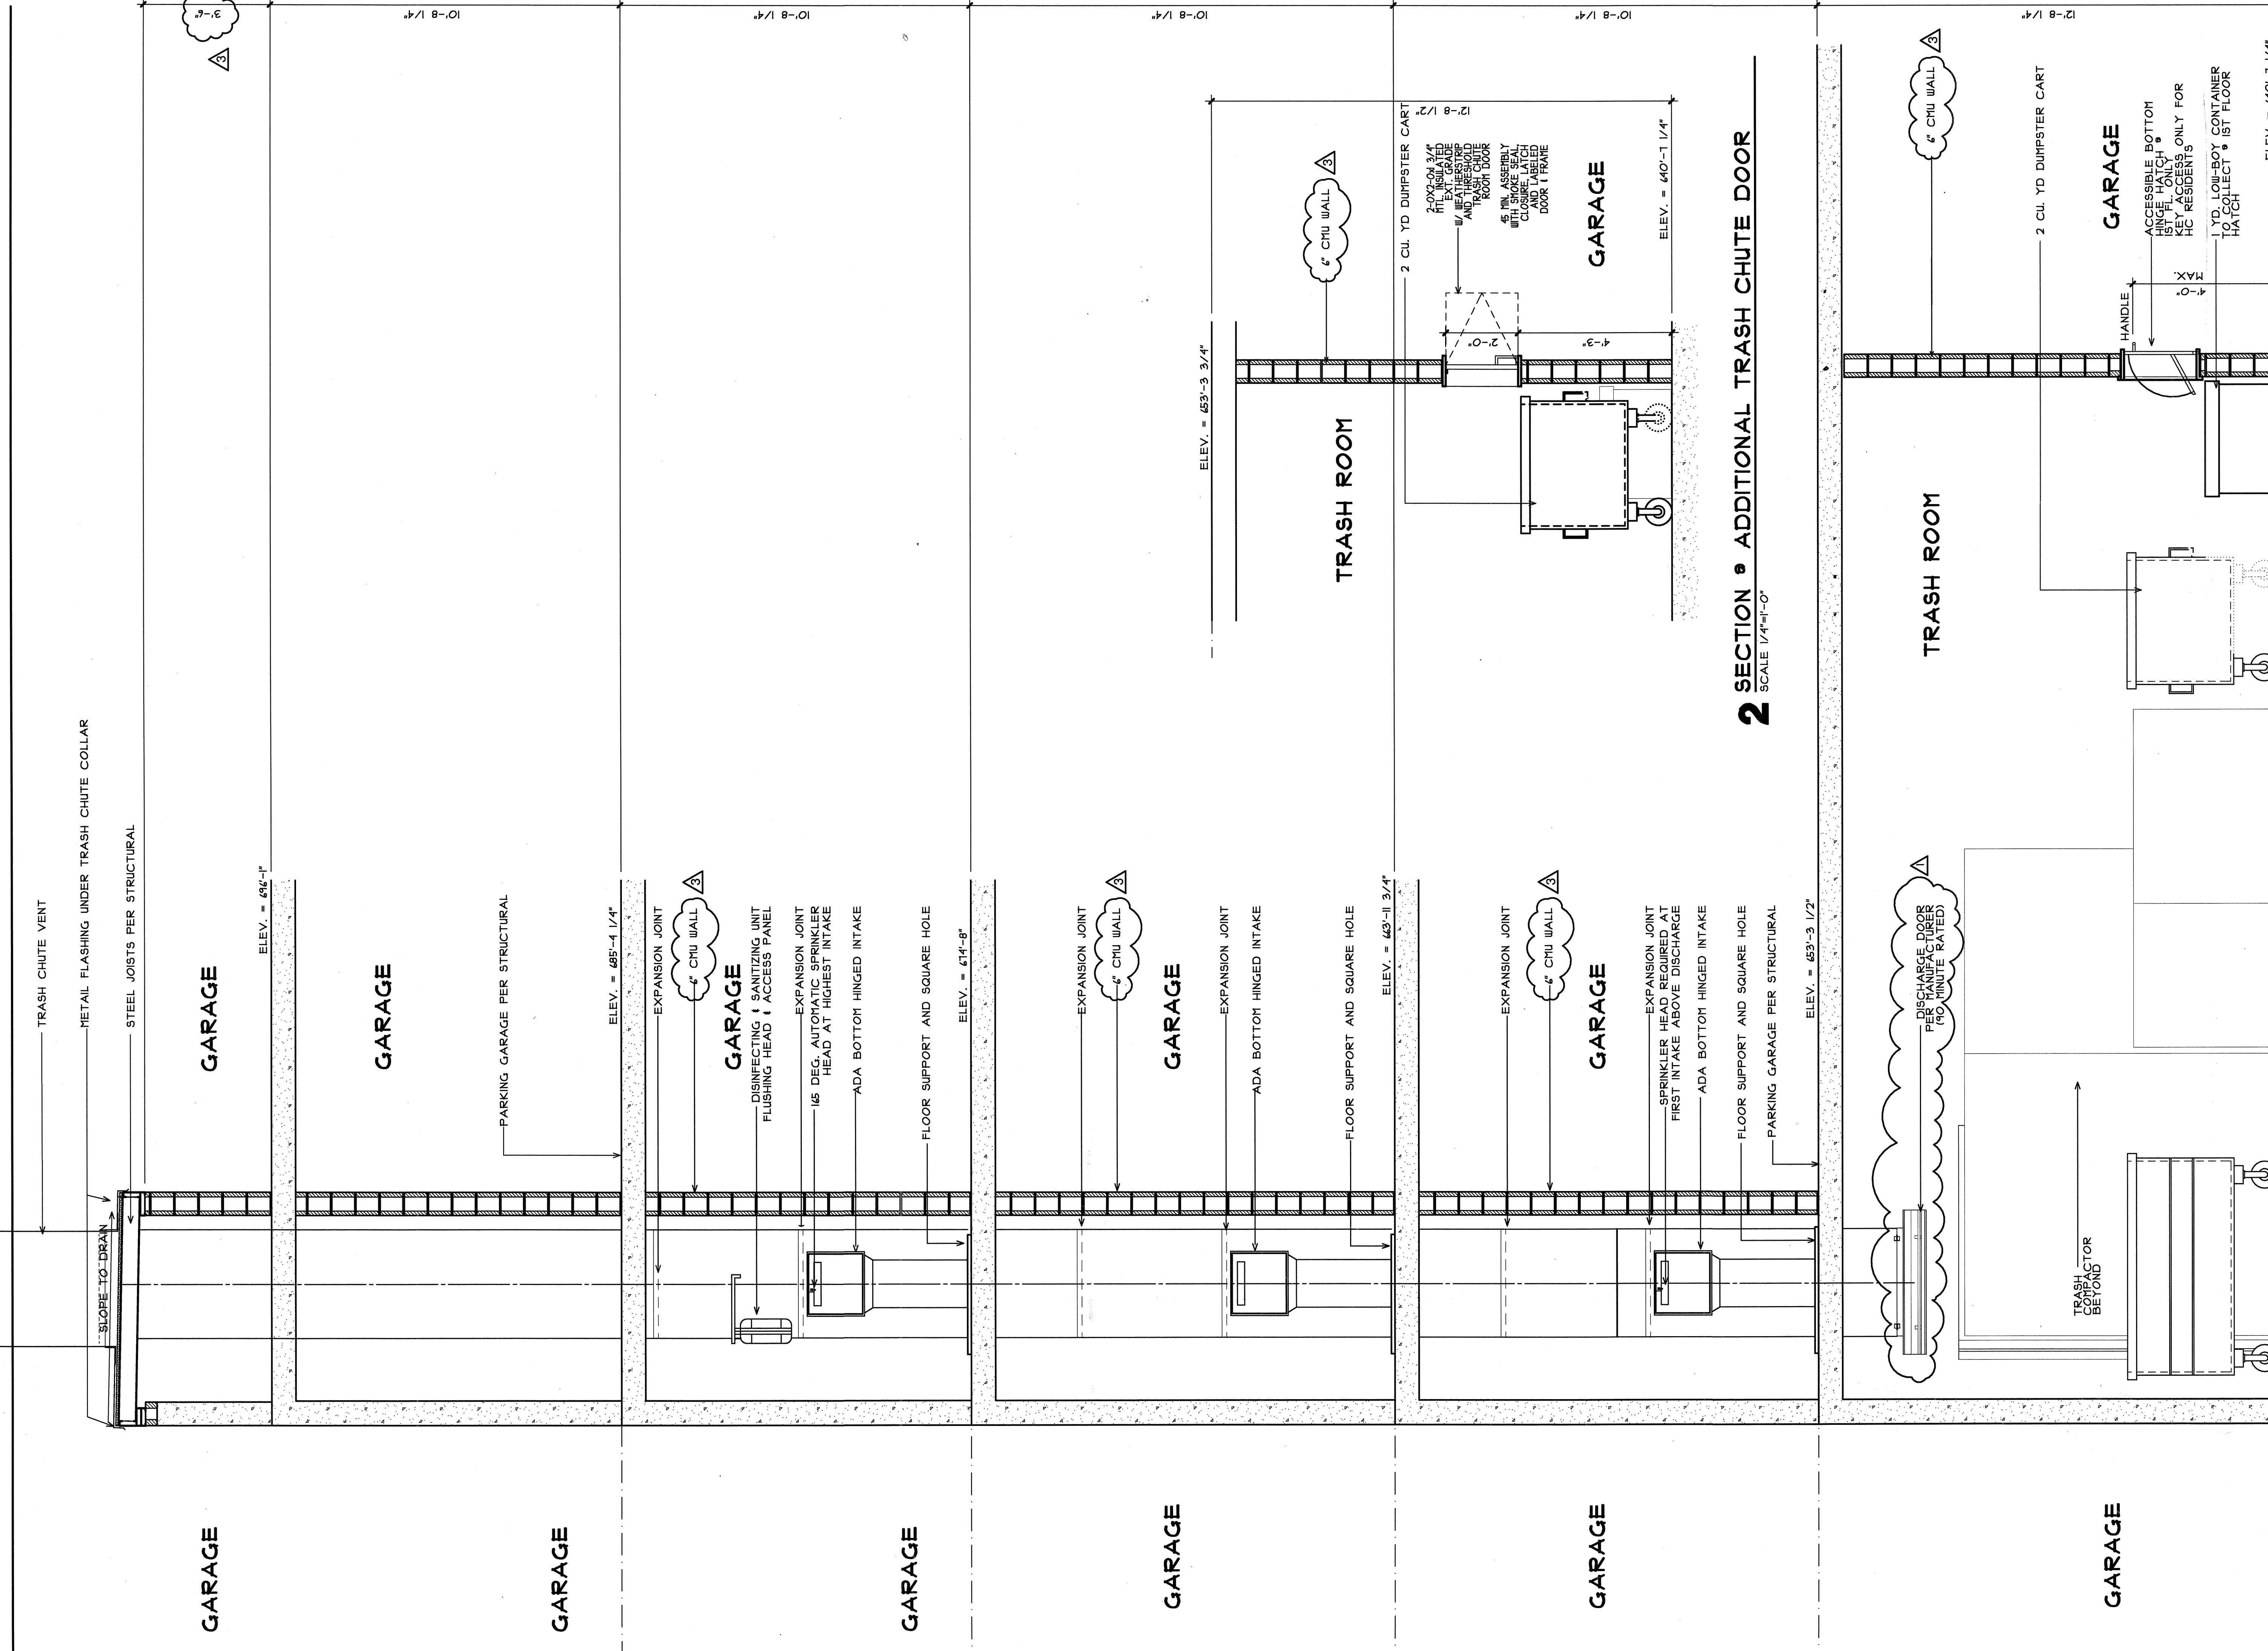 TRASH CHUTE VENT
METAIL FLASHING UNDER TRASH CHUTE COLLAR
STEEL JOISTS PER STRUCTURAL
SLOPE TO DRAIN
3'-6"
3
GARAGE
GARAGE
ELEV. = 696'-1"
10'-8 1/4"
GARAGE
GARAGE
PARKING GARAGE PER STRUCTURAL
ELEV. = 685'-4 1/4"
10'-8 1/4"
EXPANSION JOINT
6" CMU WALL
3
GARAGE
GARAGE
DISINFECTING & SANITIZING UNIT
FLUSHING HEAD & ACCESS PANEL
EXPANSION JOINT
165 DEG. AUTOMATIC SPRINKLER
HEAD AT HIGHEST INTAKE
ADA BOTTOM HINGED INTAKE
FLOOR SUPPORT AND SQUARE HOLE
ELEV. = 674'-8"
10'-8 1/4"
EXPANSION JOINT
6" CMU WALL
3
GARAGE
GARAGE
EXPANSION JOINT
ADA BOTTOM HINGED INTAKE
FLOOR SUPPORT AND SQUARE HOLE
ELEV. = 663'-11 3/4"
10'-8 1/4"
EXPANSION JOINT
6" CMU WALL
3
GARAGE
GARAGE
EXPANSION JOINT
SPRINKLER HEAD REQUIRED AT
FIRST INTAKE ABOVE DISCHARGE
ADA BOTTOM HINGED INTAKE
FLOOR SUPPORT AND SQUARE HOLE
PARKING GARAGE PER STRUCTURAL
ELEV. = 653'-3 1/2"
10'-8 1/4"
ELEV. = 653'-3 3/4"
12'-8 1/2"
6" CMU WALL
3
TRASH ROOM
2 CU. YD DUMPSTER CART
2-0X2-0W 3/4"
MTL. INSULATED
EXT. GRADE
W/ WEATHERSTRIP
AND THRESHOLD
TRASH CHUTE
ROOM DOOR
45 MIN. ASSEMBLY
WITH SMOKE SEAL,
CLOSURE, LATCH
AND LABELED
DOOR & FRAME
2'-0"
4'-3"
GARAGE
ELEV. = 640'-7 1/4"
2 SECTION @ ADDITIONAL TRASH CHUTE DOOR
SCALE 1/4"=1'-0"
12'-8 1/4"
DISCHARGE DOOR
PER MANUFACTURER
(90 MINUTE RATED)
1
TRASH
COMPACTOR
BEYOND
TRASH ROOM
6" CMU WALL
3
2 CU. YD DUMPSTER CART
GARAGE
GARAGE
HANDLE
4'-0"
MAX.
ACCESSIBLE BOTTOM
HINGE HATCH @
1ST FL. ONLY
KEY ACCESS ONLY FOR
HC RESIDENTS
1 YD. LOW-BOY CONTAINER
TO COLLECT @ 1ST FLOOR
HATCH